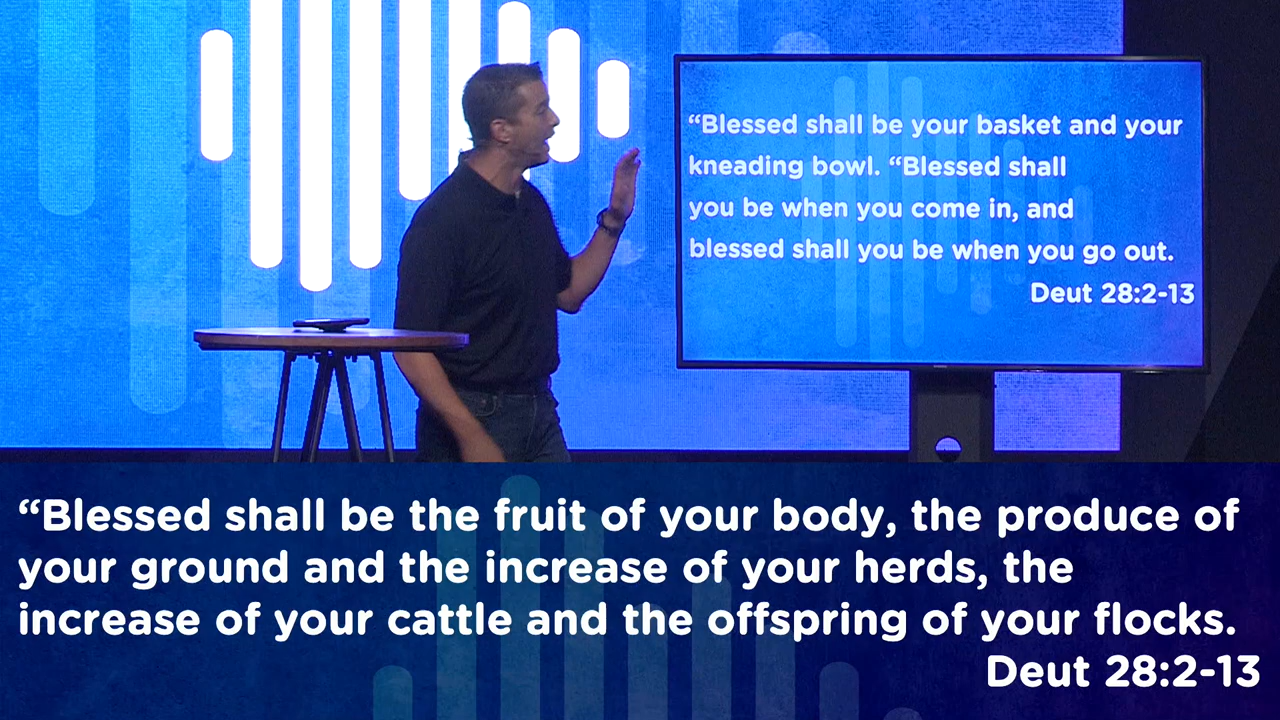 “Blessed shall be your basket and your
kneading bowl. “Blessed shall
you be when you come in, and
blessed shall you be when you go out.
Deut 28:2-13
“Blessed shall be the fruit of your body, the produce of
your ground and the increase of your herds, the
increase of your cattle and the offspring of your flocks.
Deut 28:2-13